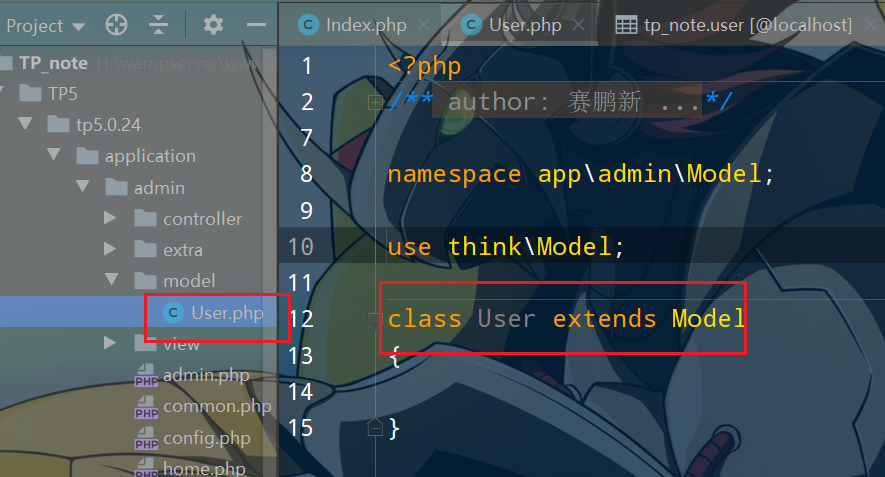 Project
Index.php
User.php
tp_note.user [@localhost]
TP_note H:\wampserver\www
TP5
tp5.0.24
application
admin
controller
extra
model
User.php
view
admin.php
common.php
config.php
home.php
1 <?php
2 /** author: 赛鹏新 ...*/
7
8 namespace app\admin\Model;
9
10 use think\Model;
11
12 class User extends Model
13 {
14
15 }